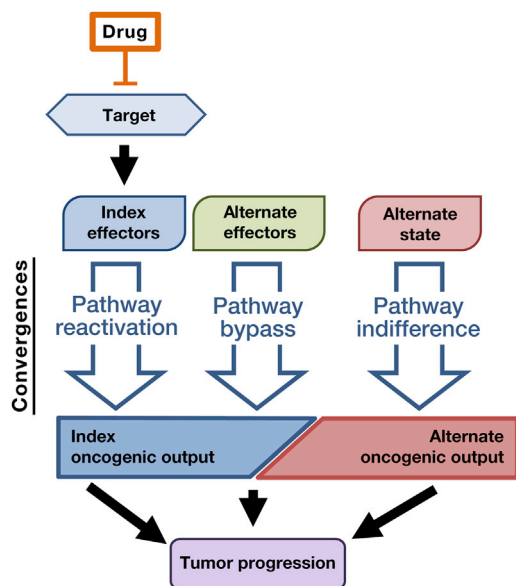 Drug
Target
Index
effectors
Alternate
effectors
Alternate
state
Convergences
Pathway
reactivation
Pathway
bypass
Pathway
indifference
Index
oncogenic output
Alternate
oncogenic output
Tumor progression